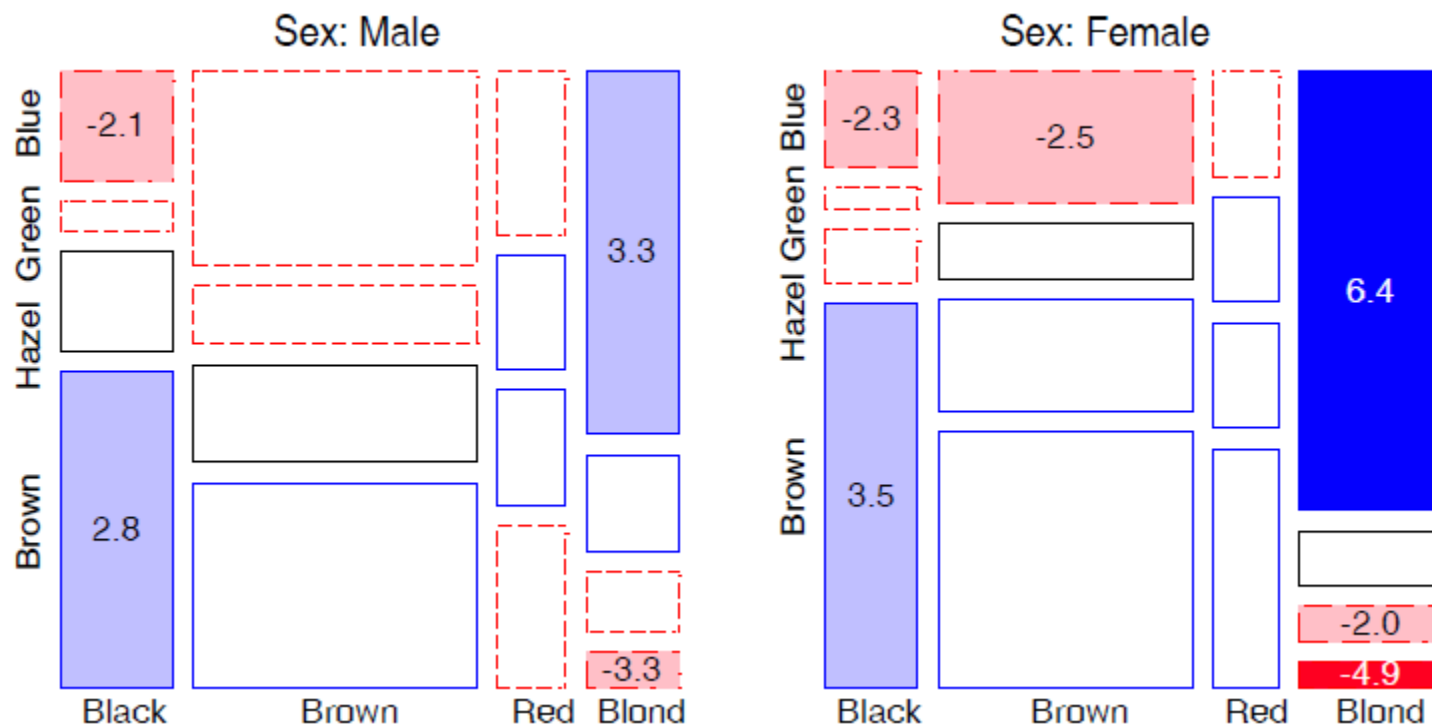 Sex: Male
Blue
Green
Hazel
Brown
-2.1
2.8
3.3
-3.3
Black Brown Red Blond
Sex: Female
Blue
Green
Hazel
Brown
-2.3
-2.5
3.5
6.4
-2.0
-4.9
Black Brown Red Blond